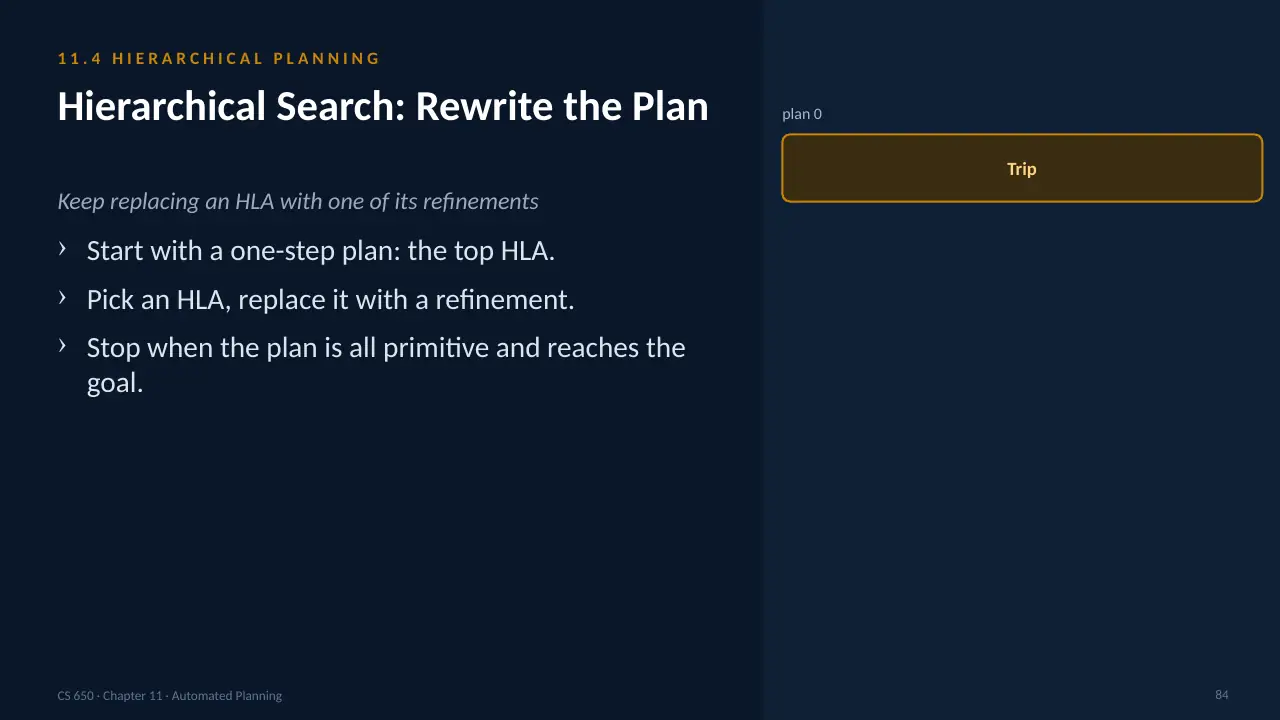 11.4 HIERARCHICAL PLANNING
Hierarchical Search: Rewrite the Plan
Keep replacing an HLA with one of its refinements
› Start with a one-step plan: the top HLA.
› Pick an HLA, replace it with a refinement.
› Stop when the plan is all primitive and reaches the
goal.
plan 0
Trip
CS 650 · Chapter 11 · Automated Planning
84